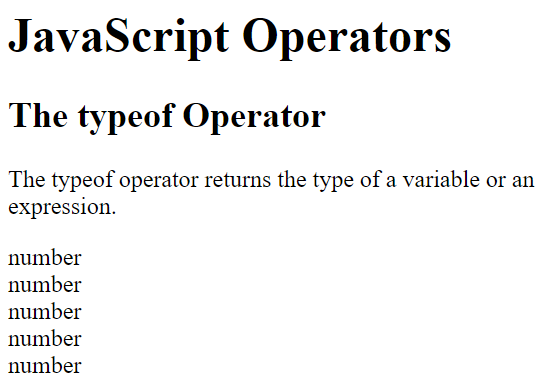 JavaScript Operators
The typeof Operator
The typeof operator returns the type of a variable or an
expression.
number
number
number
number
number